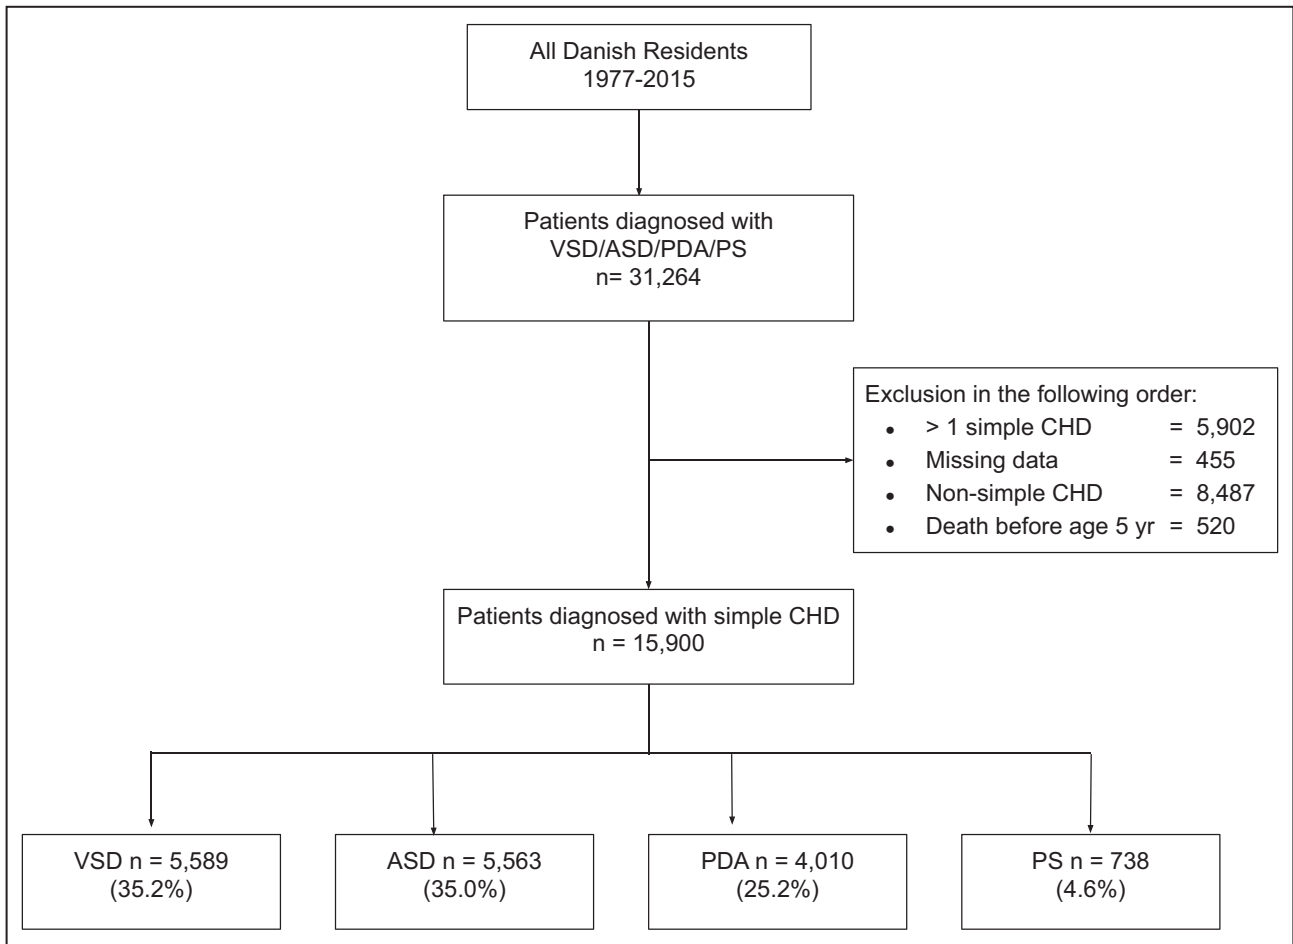 All Danish Residents
1977-2015
Patients diagnosed with
VSD/ASD/PDA/PS
n= 31,264
Exclusion in the following order:
• > 1 simple CHD = 5,902
• Missing data = 455
• Non-simple CHD = 8,487
• Death before age 5 yr = 520
Patients diagnosed with simple CHD
n = 15,900
VSD n = 5,589
(35.2%)
ASD n = 5,563
(35.0%)
PDA n = 4,010
(25.2%)
PS n = 738
(4.6%)